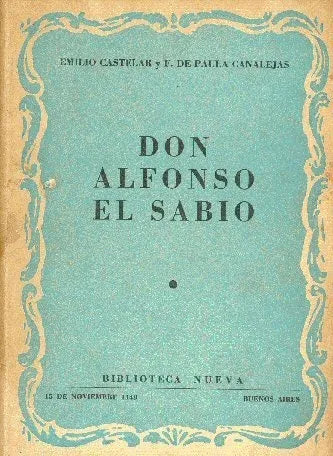 EMILIO CASTELAR y F. DE PAULA CANALEJAS
DON
ALFONSO
EL SABIO
BIBLIOTECA NUEVA
15 DE NOVIEMBRE
BUENOS AIRES